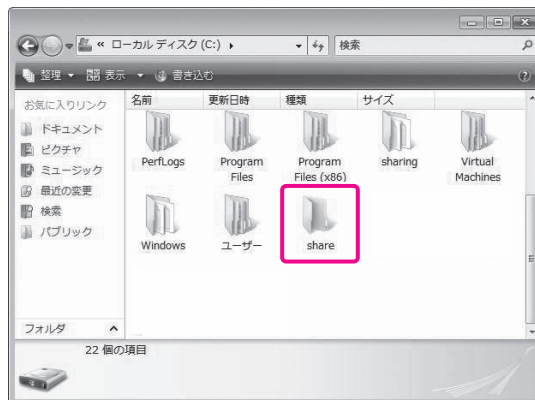 « ローカル ディスク (C:) ▸
検索
整理 ▾ 表示 ▾ 書き込む
お気に入りリンク
ドキュメント
ピクチャ
ミュージック
最近の変更
検索
パブリック
フォルダ
名前 更新日時 種類 サイズ
PerfLogs
Program
Files
Program
Files (x86)
sharing
Virtual
Machines
Windows
ユーザー
share
22 個の項目